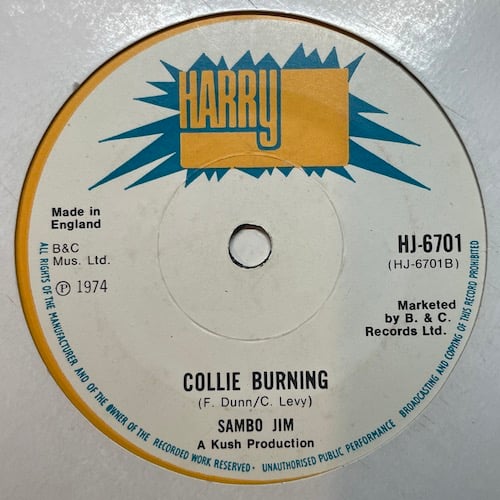 HARRY
Made in
England
B&C
Mus. Ltd.
Ⓟ 1974
HJ-6701
(HJ-6701B)
Marketed
by B. & C.
Records Ltd.
COLLIE BURNING
(F. Dunn/C. Levy)
SAMBO JIM
A Kush Production
ALL RIGHTS OF THE MANUFACTURER AND OF THE OWNER OF THE RECORDED WORK RESERVED · UNAUTHORISED PUBLIC PERFORMANCE BROADCASTING AND COPYING OF THIS RECORD PROHIBITED